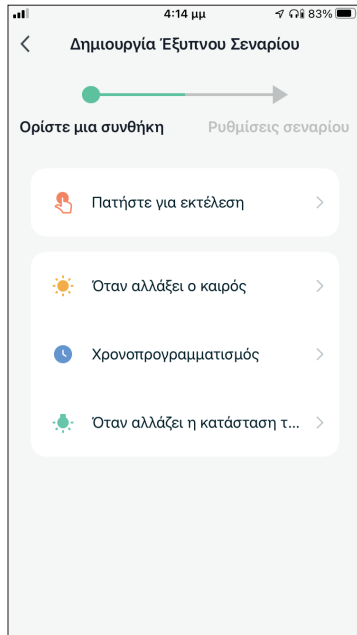 4:14 μμ 83%
Δημιουργία Έξυπνου Σεναρίου
Ορίστε μια συνθήκη Ρυθμίσεις σεναρίου
Πατήστε για εκτέλεση
Όταν αλλάξει ο καιρός
Χρονοπρογραμματισμός
Όταν αλλάζει η κατάσταση τ...